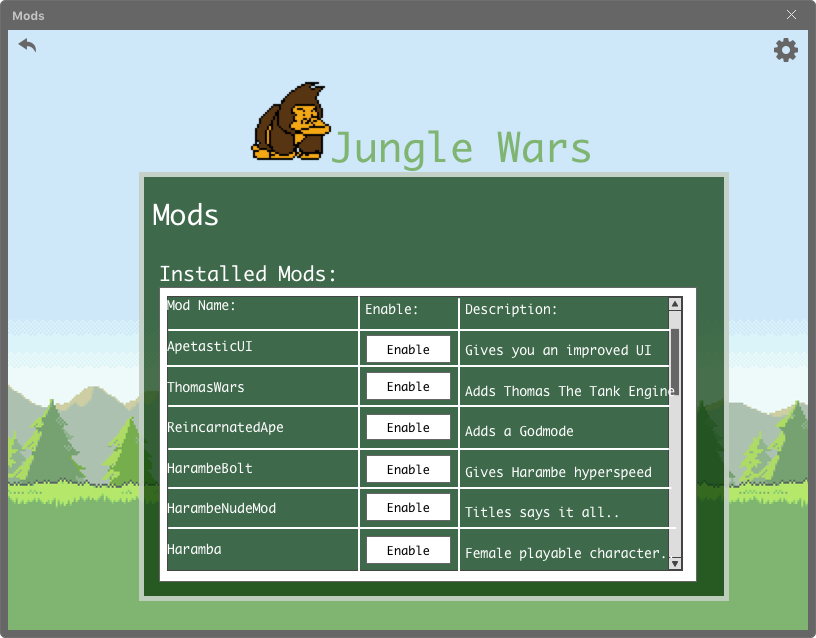 Mods
Jungle Wars
Mods
Installed Mods:
Mod Name: Enable: Description:
ApetasticUI Enable Gives you an improved UI
ThomasWars Enable Adds Thomas The Tank Engine
ReincarnatedApe Enable Adds a Godmode
HarambeBolt Enable Gives Harambe hyperspeed
HarambeNudeMod Enable Titles says it all..
Haramba Enable Female playable character..